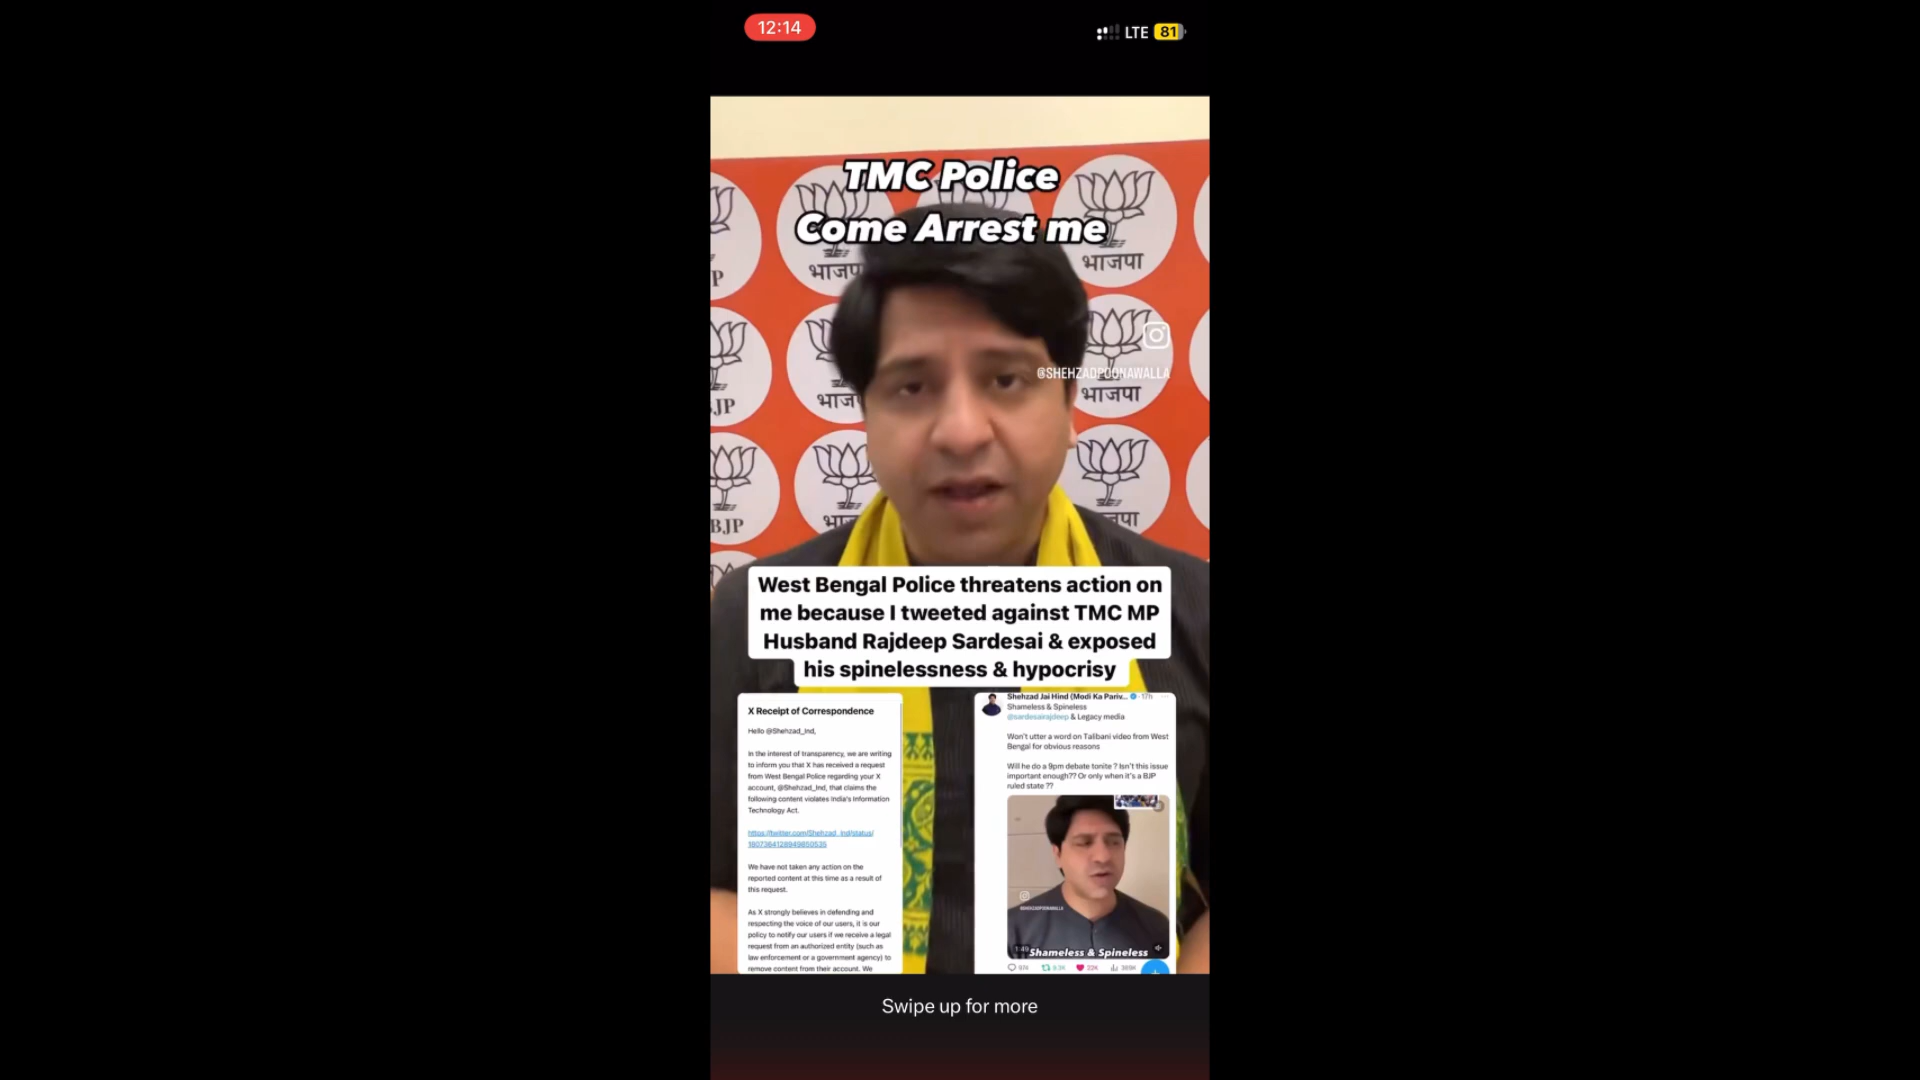 12:14
LTE 81
TMC Police
Come Arrest me
भाजपा
भाजपा
@SHEHZADPOONAWALLA
भाजपा
BJP
BJP
West Bengal Police threatens action on
me because I tweeted against TMC MP
Husband Rajdeep Sardesai & exposed
his spinelessness & hypocrisy
X Receipt of Correspondence
Hello @Shehzad_Ind,
In the interest of transparency, we are writing
to inform you that X has received a request
from West Bengal Police regarding your X
account, @Shehzad_Ind, that claims the
following content violates India's Information
Technology Act.
https://twitter.com/Shehzad_Ind/status/
We have not taken any action on the
reported content at this time as a result of
this request.
As X strongly believes in defending and
respecting the voice of our users, it is our
policy to notify our users if we receive a legal
request from an authorized entity (such as
law enforcement or a government agency) to
remove content from their account. We
Shehzad Jai Hind (Modi Ka Pariv... 17h
Shameless & Spineless
@sardesairajdeep & Legacy media
Won't utter a word on Talibani video from West
Bengal for obvious reasons
Will he do a 9pm debate tonite ? Isn't this issue
important enough?? Or only when it's a BJP
ruled state ??
@SHEHZADPOONAWALLA
1:49
Shameless & Spineless
Swipe up for more